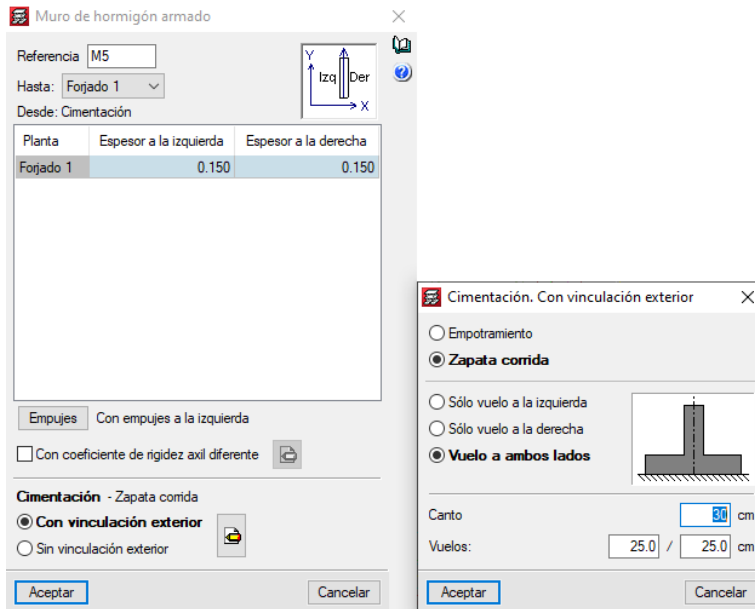 Muro de hormigón armado
Referencia M5
Hasta: Forjado 1
Desde: Cimentación
Y
Izq Der
X
Planta Espesor a la izquierda Espesor a la derecha
Forjado 1 0.150 0.150
Empujes Con empujes a la izquierda
Con coeficiente de rigidez axil diferente
Cimentación - Zapata corrida
Con vinculación exterior
Sin vinculación exterior
Aceptar Cancelar
Cimentación. Con vinculación exterior
Empotramiento
Zapata corrida
Sólo vuelo a la izquierda
Sólo vuelo a la derecha
Vuelo a ambos lados
Canto 30 cm
Vuelos: 25.0 / 25.0 cm
Aceptar Cancelar